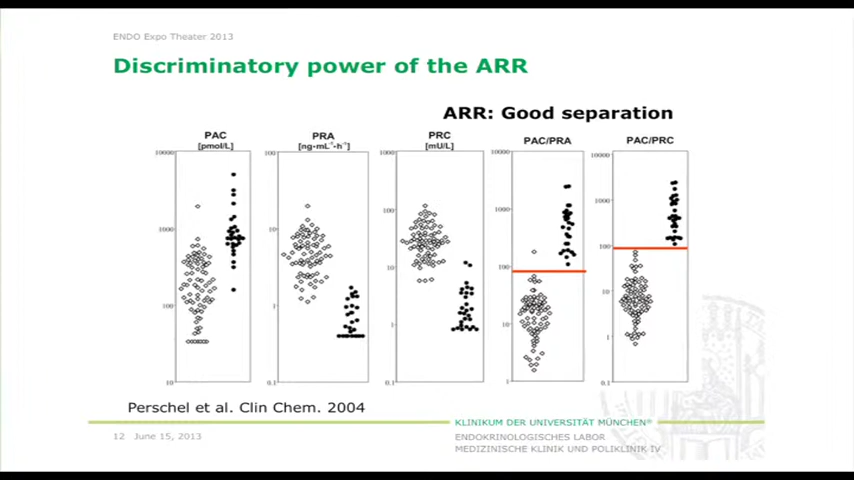 ENDO Expo Theater 2013
Discriminatory power of the ARR
ARR: Good separation
PAC
[pmol/L]
PRA
[ng·mL⁻¹·h⁻¹]
PRC
[mU/L]
PAC/PRA
PAC/PRC
10000
1000
100
10
100
10
1
0.1
100
10
1
0.1
10000
1000
100
10
1
10000
1000
100
10
1
0.1
Perschel et al. Clin Chem. 2004
KLINIKUM DER UNIVERSITÄT MÜNCHEN®
12 June 15, 2013
ENDOKRINOLOGISCHES LABOR
MEDIZINISCHE KLINIK UND POLIKLINIK IV